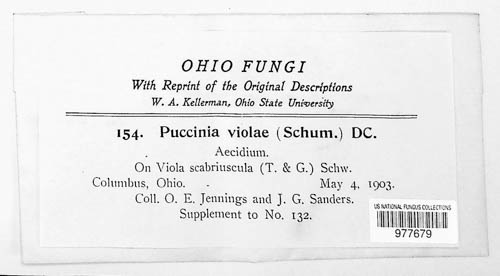 OHIO FUNGI
With Reprint of the Original Descriptions
W. A. Kellerman, Ohio State University
154. Puccinia violae (Schum.) DC.
Aecidium.
On Viola scabriuscula (T. & G.) Schw.
Columbus, Ohio. May 4, 1903.
Coll. O. E. Jennings and J. G. Sanders.
Supplement to No. 132.
US NATIONAL FUNGUS COLLECTIONS
977679